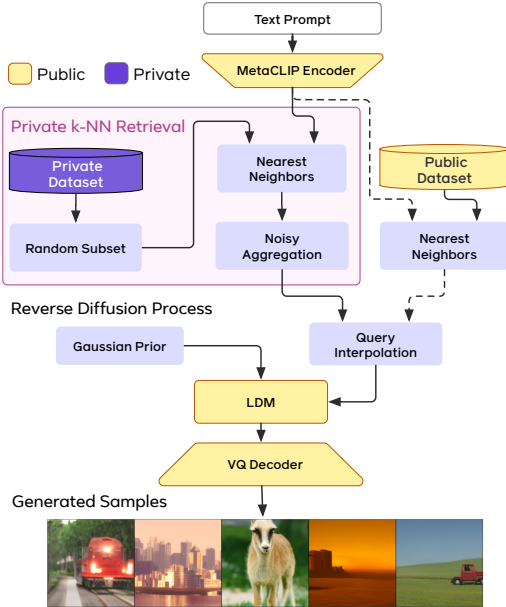 Text Prompt
MetaCLIP Encoder
Public
Private
Private k-NN Retrieval
Private
Dataset
Nearest
Neighbors
Public
Dataset
Random Subset
Noisy
Aggregation
Nearest
Neighbors
Reverse Diffusion Process
Gaussian Prior
Query
Interpolation
LDM
VQ Decoder
Generated Samples